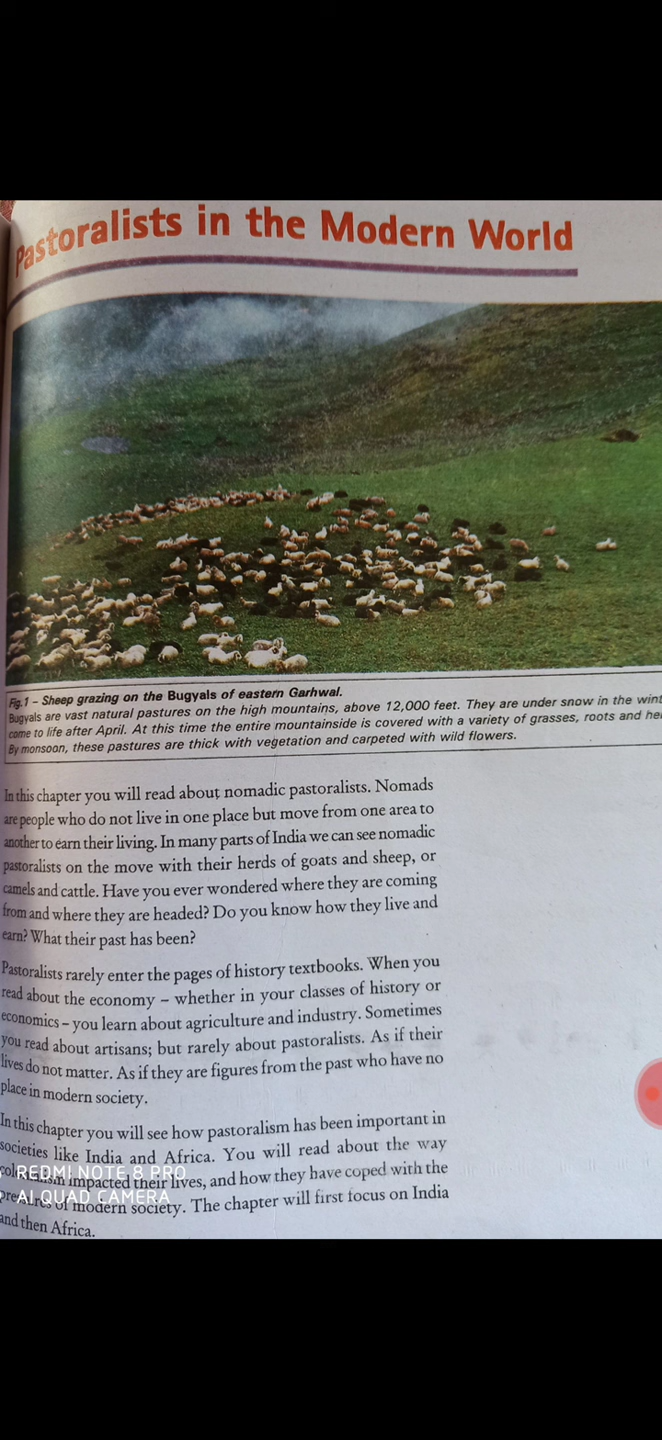 Pastoralists in the Modern World
Fig.1 – Sheep grazing on the Bugyals of eastern Garhwal.
Bugyals are vast natural pastures on the high mountains, above 12,000 feet. They are under snow in the
come to life after April. At this time the entire mountainside is covered with a variety of grasses, roots and
By monsoon, these pastures are thick with vegetation and carpeted with wild flowers.
In this chapter you will read about nomadic pastoralists. Nomads
are people who do not live in one place but move from one area to
another to earn their living. In many parts of India we can see nomadic
pastoralists on the move with their herds of goats and sheep, or
camels and cattle. Have you ever wondered where they are coming
from and where they are headed? Do you know how they live and
earn? What their past has been?
Pastoralists rarely enter the pages of history textbooks. When you
read about the economy – whether in your classes of history or
economics – you learn about agriculture and industry. Sometimes
you read about artisans; but rarely about pastoralists. As if their
lives do not matter. As if they are figures from the past who have no
place in modern society.
In this chapter you will see how pastoralism has been important in
societies like India and Africa. You will read about the way
impacted their lives, and how they have coped with the
of modern society. The chapter will first focus on India
and then Africa.
REDMI NOTE 8 PRO
AI QUAD CAMERA